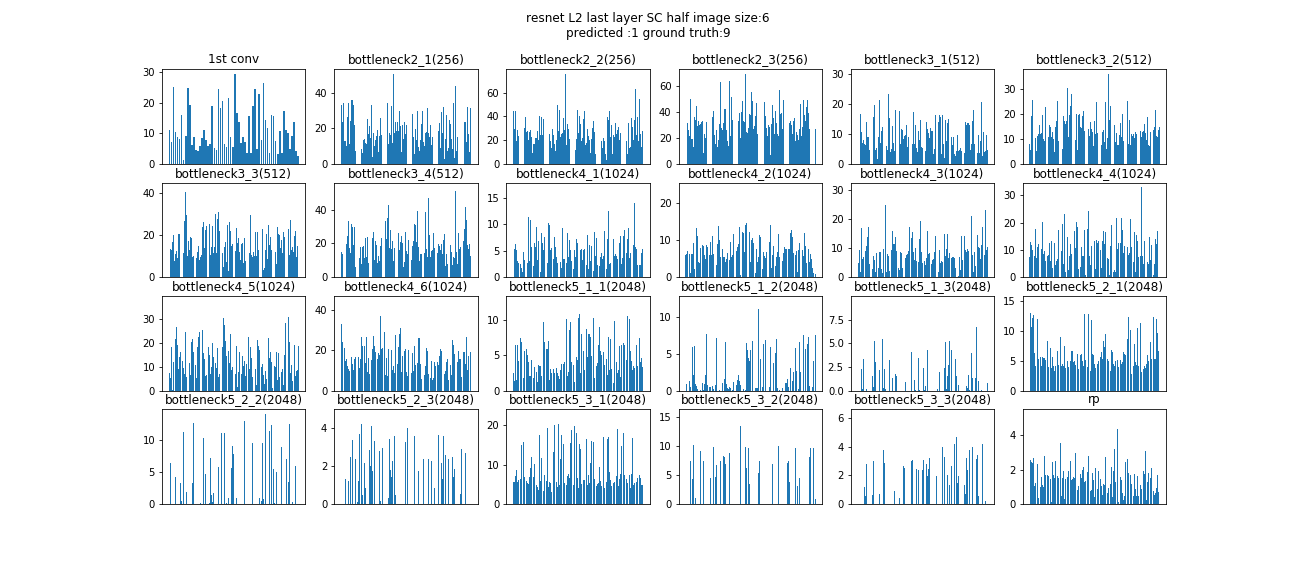 resnet L2 last layer SC half image size:6
predicted :1 ground truth:9
1st conv bottleneck2_1(256) bottleneck2_2(256) bottleneck2_3(256) bottleneck3_1(512) bottleneck3_2(512)
30 20 10 0
40 20 0
60 40 20 0
60 40 20 0
30 20 10 0
30 20 10 0
bottleneck3_3(512) bottleneck3_4(512) bottleneck4_1(1024) bottleneck4_2(1024) bottleneck4_3(1024) bottleneck4_4(1024)
40 20 0
40 20 0
15 10 5 0
20 10 0
30 20 10 0
30 20 10 0
bottleneck4_5(1024) bottleneck4_6(1024) bottleneck5_1_1(2048) bottleneck5_1_2(2048) bottleneck5_1_3(2048) bottleneck5_2_1(2048)
30 20 10 0
40 20 0
10 5 0
10 5 0
7.5 5.0 2.5 0.0
15 10 5 0
bottleneck5_2_2(2048) bottleneck5_2_3(2048) bottleneck5_3_1(2048) bottleneck5_3_2(2048) bottleneck5_3_3(2048) rp
10 5 0
4 2 0
20 10 0
15 10 5 0
6 4 2 0
4 2 0